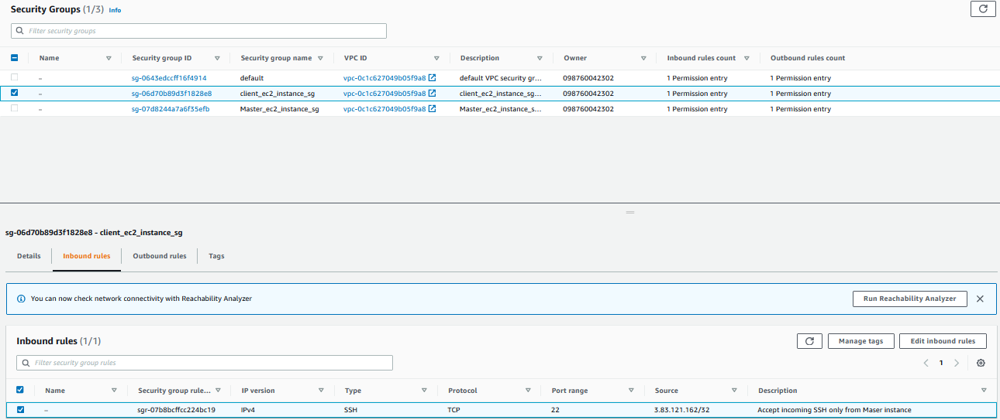 Security Groups (1/3) Info
Filter security groups
Name Security group ID Security group name VPC ID Description Owner Inbound rules count Outbound rules count
– sg-0643edccff16f4914 default vpc-0c1c627049b05f9a8 default VPC security gr... 098760042302 1 Permission entry 1 Permission entry
– sg-06d70b89d3f1828e8 client_ec2_instance_sg vpc-0c1c627049b05f9a8 client_ec2_instance_sg... 098760042302 1 Permission entry 1 Permission entry
– sg-07d8244a7a6f35efb Master_ec2_instance_sg vpc-0c1c627049b05f9a8 Master_ec2_instance_s... 098760042302 1 Permission entry 1 Permission entry
sg-06d70b89d3f1828e8 - client_ec2_instance_sg
Details Inbound rules Outbound rules Tags
You can now check network connectivity with Reachability Analyzer Run Reachability Analyzer
Inbound rules (1/1) Manage tags Edit inbound rules
Filter security group rules 1
Name Security group rule... IP version Type Protocol Port range Source Description
– sgr-07b8bcffcc224bc19 IPv4 SSH TCP 22 3.83.121.162/32 Accept incoming SSH only from Maser instance